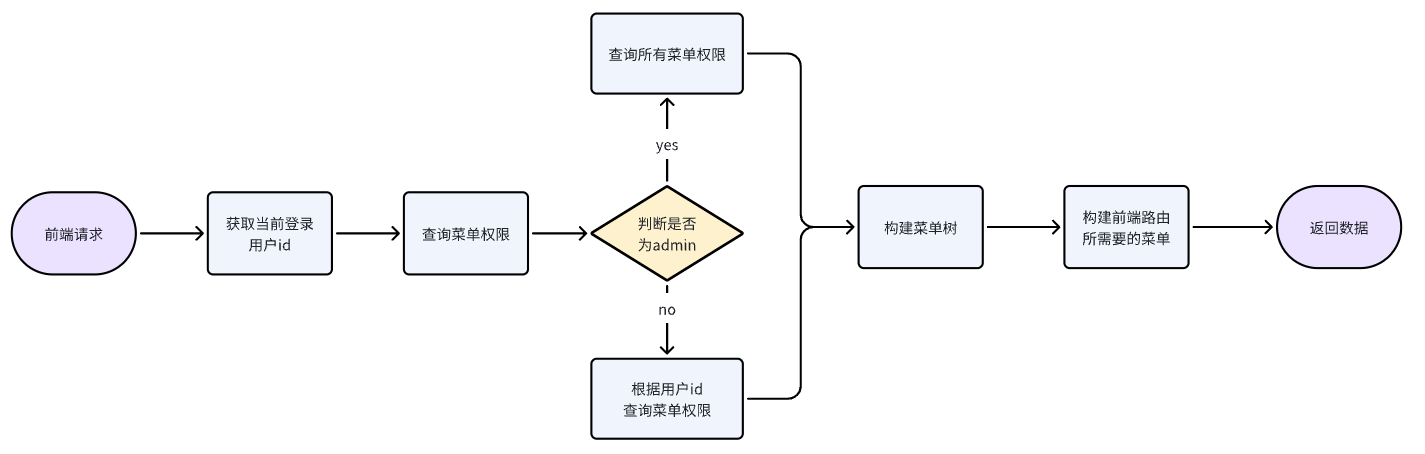 前端请求
获取当前登录
用户id
查询菜单权限
判断是否
为admin
yes
查询所有菜单权限
no
根据用户id
查询菜单权限
构建菜单树
构建前端路由
所需要的菜单
返回数据